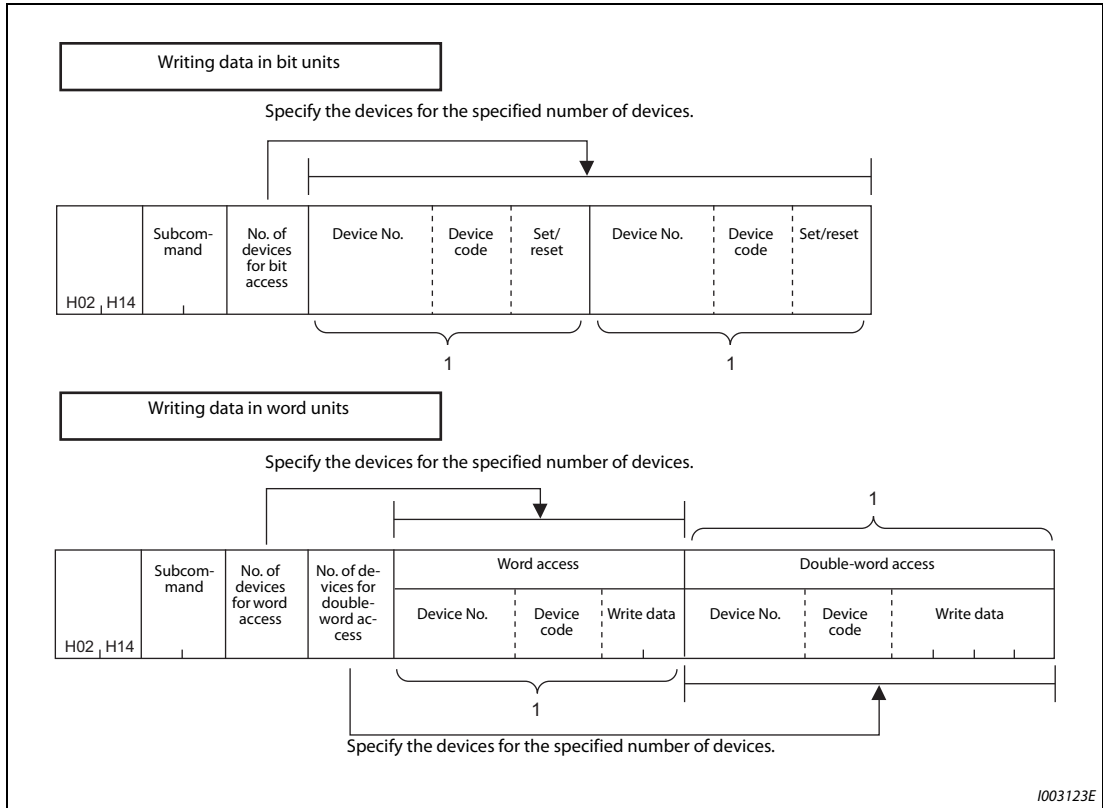 Writing data in bit units
Specify the devices for the specified number of devices.
H02 H14
Subcom-
mand
No. of
devices
for bit
access
Device No.
Device
code
Set/
reset
Device No.
Device
code
Set/reset
1
1
Writing data in word units
Specify the devices for the specified number of devices.
1
H02 H14
Subcom-
mand
No. of
devices
for word
access
No. of de-
vices for
double-
word ac-
cess
Word access
Device No.
Device
code
Write data
Double-word access
Device No.
Device
code
Write data
1
Specify the devices for the specified number of devices.
I003123E